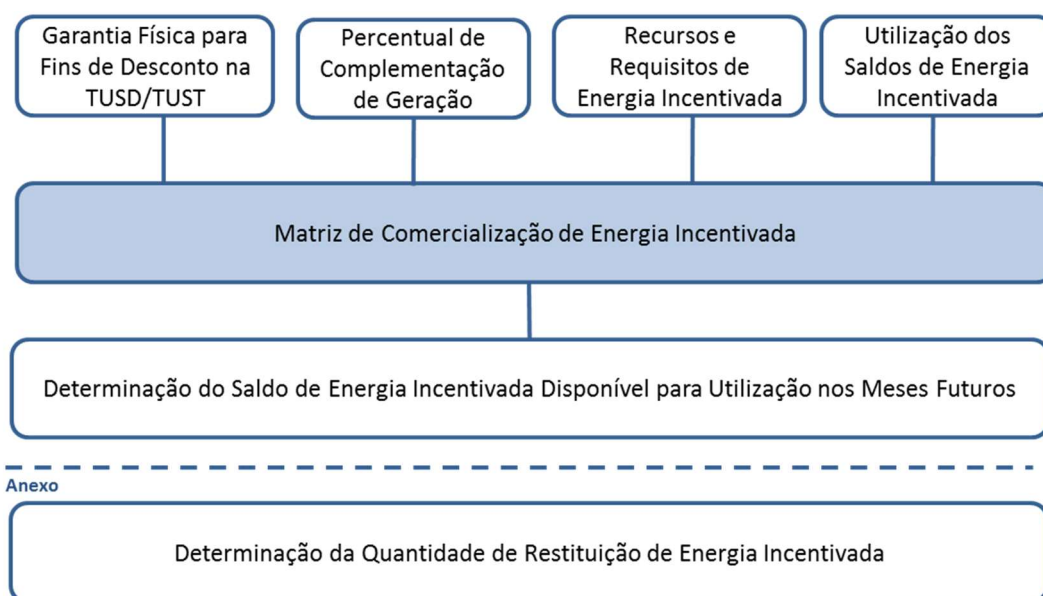 Garantia Física para
Fins de Desconto na
TUSD/TUST
Percentual de
Complementação
de Geração
Recursos e
Requisitos de
Energia Incentivada
Utilização dos
Saldos de Energia
Incentivada
Matriz de Comercialização de Energia Incentivada
Determinação do Saldo de Energia Incentivada Disponível para Utilização nos Meses Futuros
Anexo
Determinação da Quantidade de Restituição de Energia Incentivada